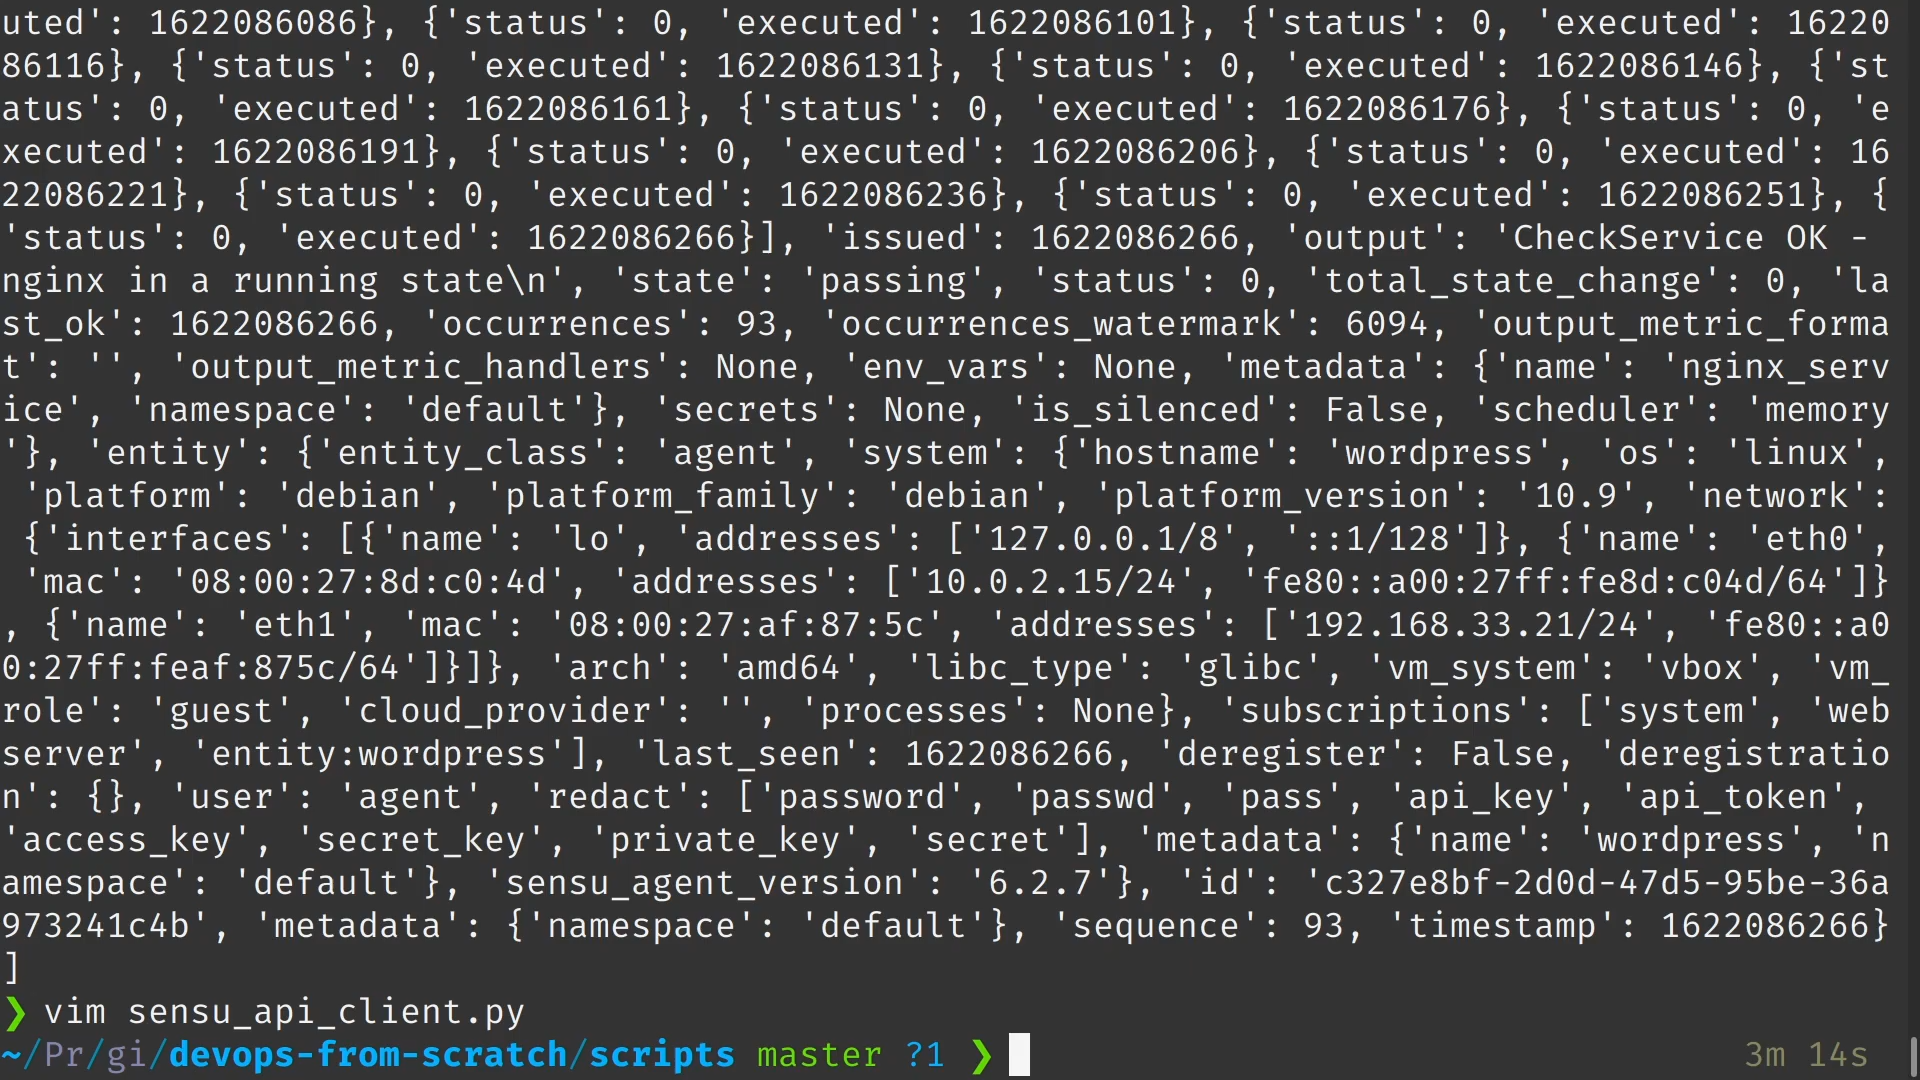 uted': 1622086086}, {'status': 0, 'executed': 1622086101}, {'status': 0, 'executed': 16220
86116}, {'status': 0, 'executed': 1622086131}, {'status': 0, 'executed': 1622086146}, {'st
atus': 0, 'executed': 1622086161}, {'status': 0, 'executed': 1622086176}, {'status': 0, 'e
xecuted': 1622086191}, {'status': 0, 'executed': 1622086206}, {'status': 0, 'executed': 16
22086221}, {'status': 0, 'executed': 1622086236}, {'status': 0, 'executed': 1622086251}, {
'status': 0, 'executed': 1622086266}], 'issued': 1622086266, 'output': 'CheckService OK -
nginx in a running state\n', 'state': 'passing', 'status': 0, 'total_state_change': 0, 'la
st_ok': 1622086266, 'occurrences': 93, 'occurrences_watermark': 6094, 'output_metric_forma
t': '', 'output_metric_handlers': None, 'env_vars': None, 'metadata': {'name': 'nginx_serv
ice', 'namespace': 'default'}, 'secrets': None, 'is_silenced': False, 'scheduler': 'memory
'}, 'entity': {'entity_class': 'agent', 'system': {'hostname': 'wordpress', 'os': 'linux',
'platform': 'debian', 'platform_family': 'debian', 'platform_version': '10.9', 'network':
{'interfaces': [{'name': 'lo', 'addresses': ['127.0.0.1/8', '::1/128']}, {'name': 'eth0',
'mac': '08:00:27:8d:c0:4d', 'addresses': ['10.0.2.15/24', 'fe80::a00:27ff:fe8d:c04d/64']}
, {'name': 'eth1', 'mac': '08:00:27:af:87:5c', 'addresses': ['192.168.33.21/24', 'fe80::a0
0:27ff:feaf:875c/64']}]}, 'arch': 'amd64', 'libc_type': 'glibc', 'vm_system': 'vbox', 'vm_
role': 'guest', 'cloud_provider': '', 'processes': None}, 'subscriptions': ['system', 'web
server', 'entity:wordpress'], 'last_seen': 1622086266, 'deregister': False, 'deregistratio
n': {}, 'user': 'agent', 'redact': ['password', 'passwd', 'pass', 'api_key', 'api_token',
'access_key', 'secret_key', 'private_key', 'secret'], 'metadata': {'name': 'wordpress', 'n
amespace': 'default'}, 'sensu_agent_version': '6.2.7'}, 'id': 'c327e8bf-2d0d-47d5-95be-36a
973241c4b', 'metadata': {'namespace': 'default'}, 'sequence': 93, 'timestamp': 1622086266}
]
❯ vim sensu_api_client.py
~/Pr/gi/devops-from-scratch/scripts master ?1 ❯ 3m 14s